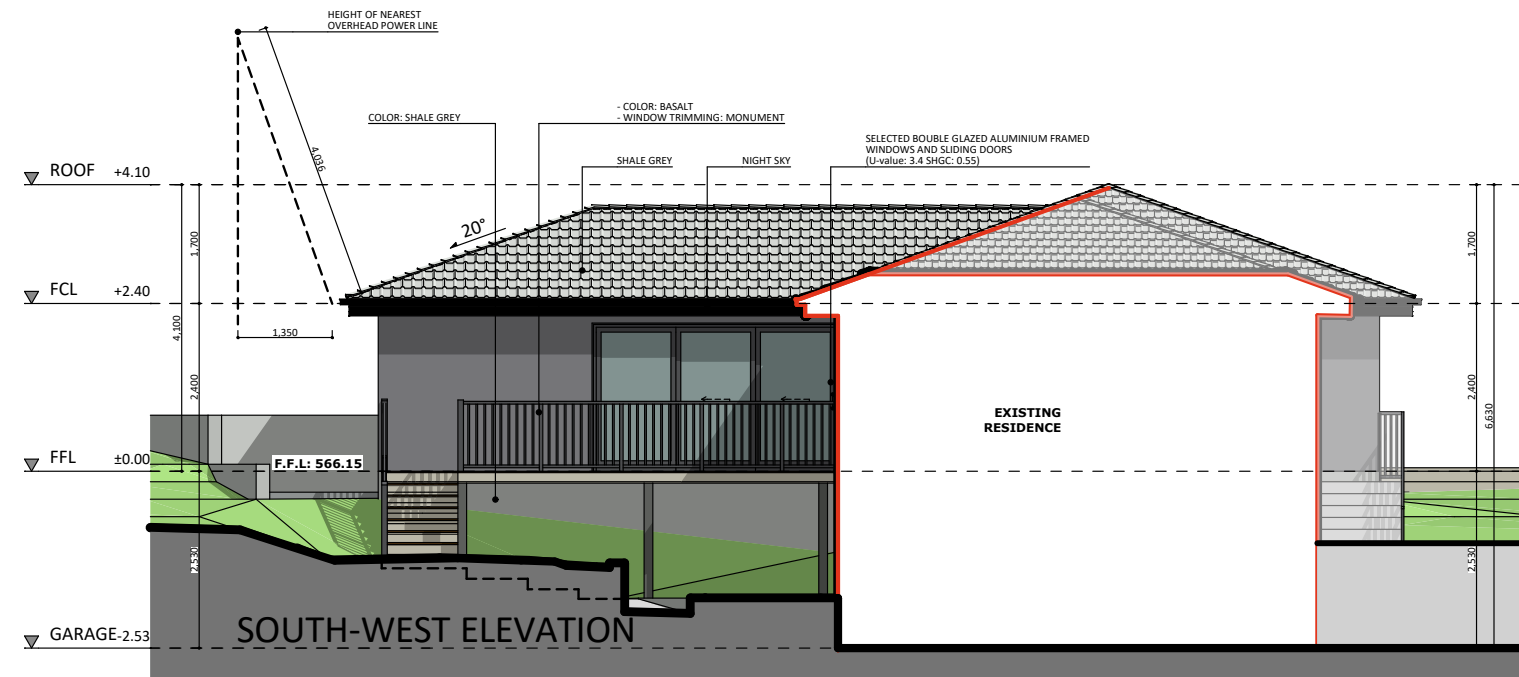 HEIGHT OF NEAREST
OVERHEAD POWER LINE
- COLOR: BASALT
- WINDOW TRIMMING: MONUMENT
COLOR: SHALE GREY
SELECTED BOUBLE GLAZED ALUMINIUM FRAMED
WINDOWS AND SLIDING DOORS
(U-value: 3.4 SHGC: 0.55)
4,036
SHALE GREY
NIGHT SKY
ROOF +4.10
20°
1,700
1,700
FCL +2.40
4,100
1,350
2,400
2,400
6,630
EXISTING
RESIDENCE
FFL ±0.00
F.F.L: 566.15
2,530
2,530
GARAGE -2.53
SOUTH-WEST ELEVATION